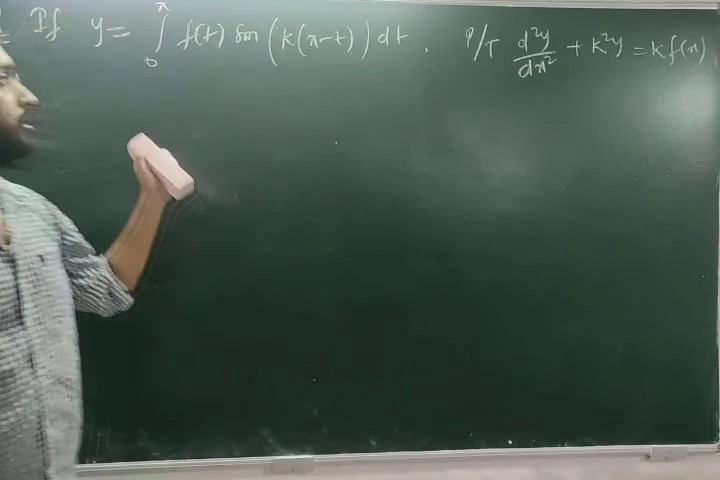 If y = ∫₀ˣ f(t) sin (k(x-t)) dt . P/T d²y/dx² + k²y = k f(x)